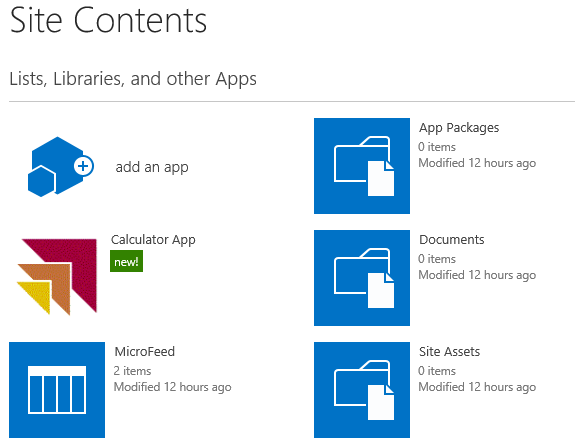 Site Contents
Lists, Libraries, and other Apps
add an app
App Packages
0 items
Modified 12 hours ago
Calculator App
new!
Documents
0 items
Modified 12 hours ago
MicroFeed
2 items
Modified 12 hours ago
Site Assets
0 items
Modified 12 hours ago